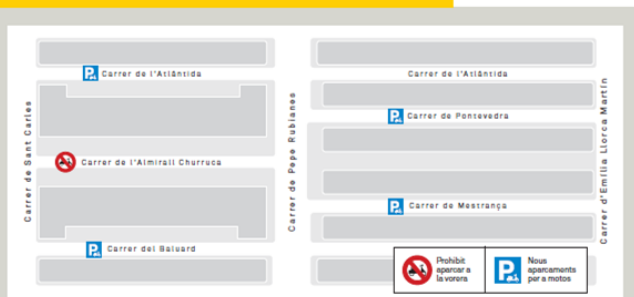 Carrer de l'Atlàntida
Carrer de l'Atlàntida
Carrer de Pontevedra
Carrer de Sant Carles
Carrer de l'Almirall Churruca
Carrer de Pepe Rubianes
Carrer d'Emília Llorca Martín
Carrer de Mestrança
Carrer del Baluard
Prohibit
aparcar a
la vorera
Nous
aparcaments
per a motos